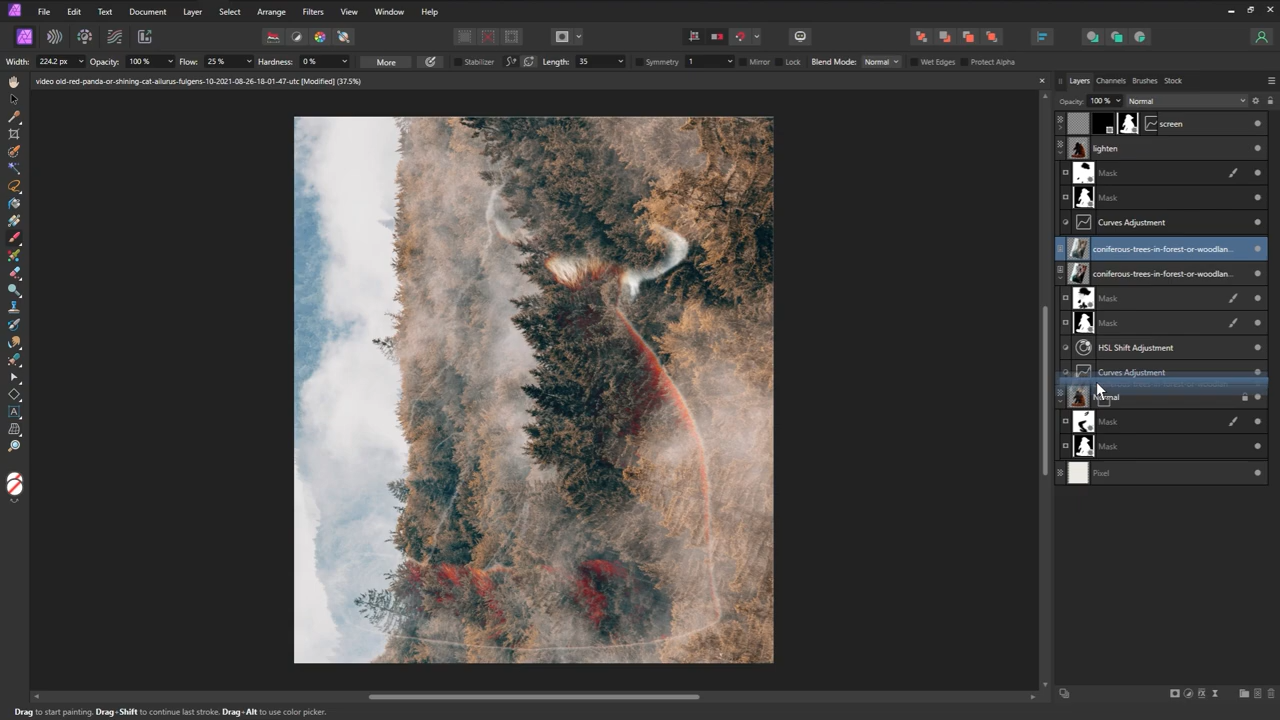 File Edit Text Document Layer Select Arrange Filters View Window Help
Width: 224.2 px Opacity: 100 % Flow: 25 % Hardness: 0 % More Stabilizer Length: 35 Symmetry 1 Mirror Lock Blend Mode: Normal Wet Edges Protect Alpha
video old-red-panda-or-shining-cat-ailurus-fulgens-10-2021-08-26-18-01-47-utc [Modified] (37.5%)
Layers Channels Brushes Stock
Opacity: 100 % Normal
screen
lighten
Mask
Mask
Curves Adjustment
coniferous-trees-in-forest-or-woodlan...
coniferous-trees-in-forest-or-woodlan...
Mask
Mask
HSL Shift Adjustment
Curves Adjustment
Normal
Mask
Mask
Pixel
Drag to start painting. Drag+Shift to continue last stroke. Drag+Alt to use color picker.